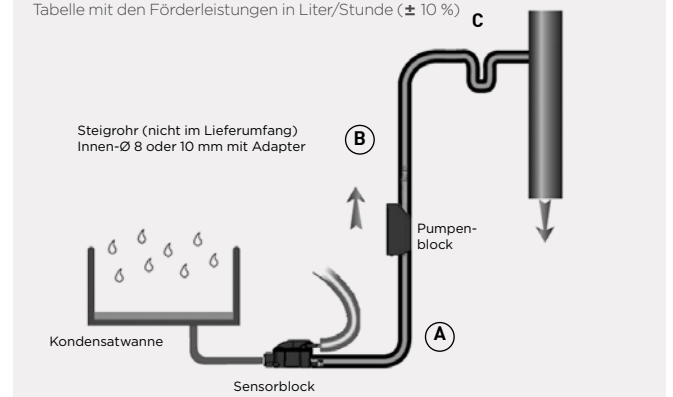 Tabelle mit den Förderleistungen in Liter/Stunde (± 10 %)
C
Steigrohr (nicht im Lieferumfang)
Innen-Ø 8 oder 10 mm mit Adapter
B
Pumpen-
block
A
Kondensatwanne
Sensorblock